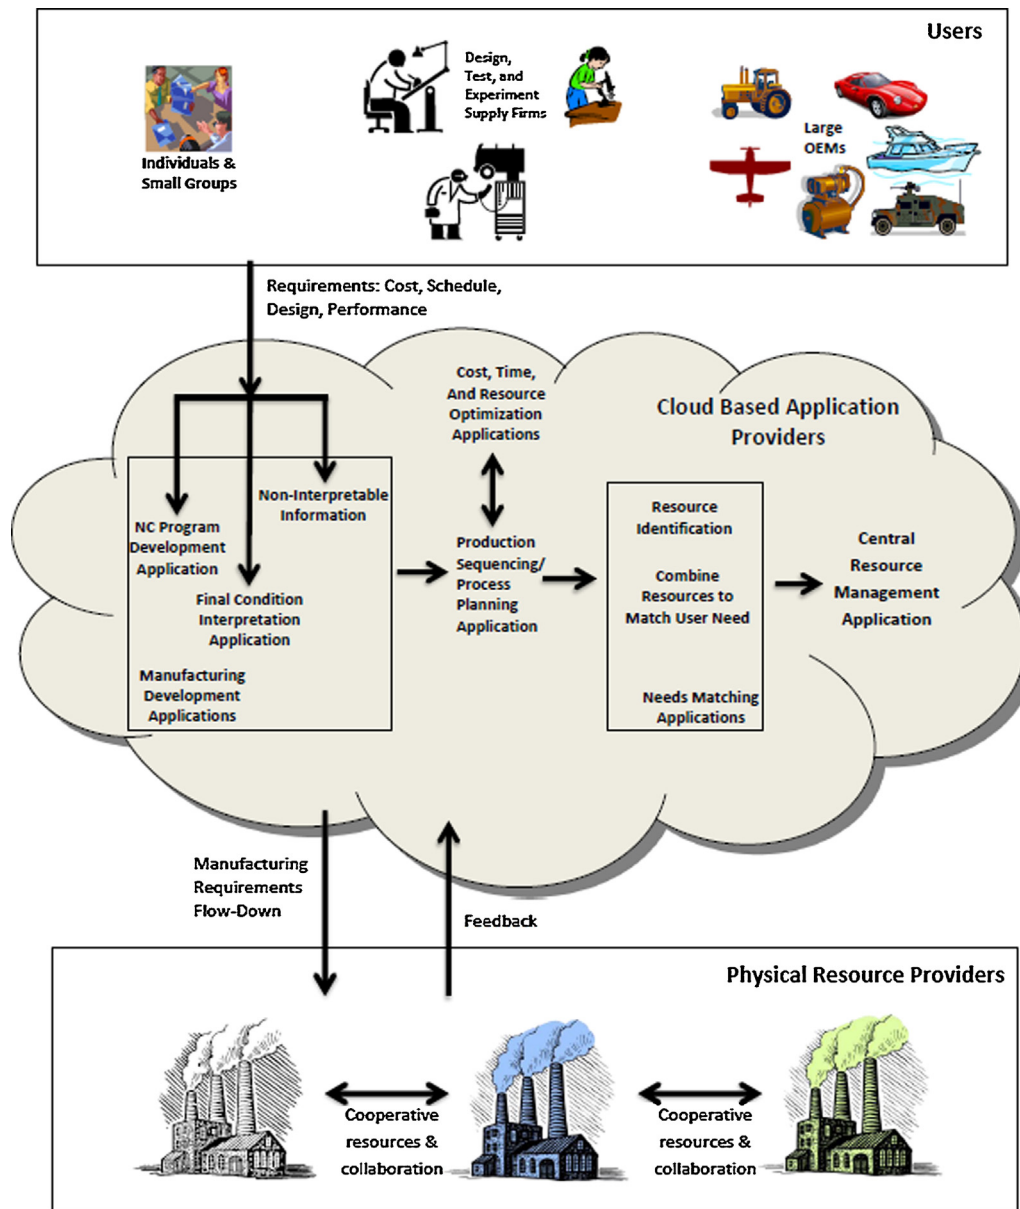 Users
Individuals &
Small Groups
Design,
Test, and
Experiment
Supply Firms
Large
OEMs
Requirements: Cost, Schedule,
Design, Performance
Cloud Based Application
Providers
Cost, Time,
And Resource
Optimization
Applications
Non-Interpretable
Information
NC Program
Development
Application
Final Condition
Interpretation
Application
Manufacturing
Development
Applications
Production
Sequencing/
Process
Planning
Application
Resource
Identification
Combine
Resources to
Match User Need
Needs Matching
Applications
Central
Resource
Management
Application
Manufacturing
Requirements
Flow-Down
Feedback
Physical Resource Providers
Cooperative
resources &
collaboration
Cooperative
resources &
collaboration